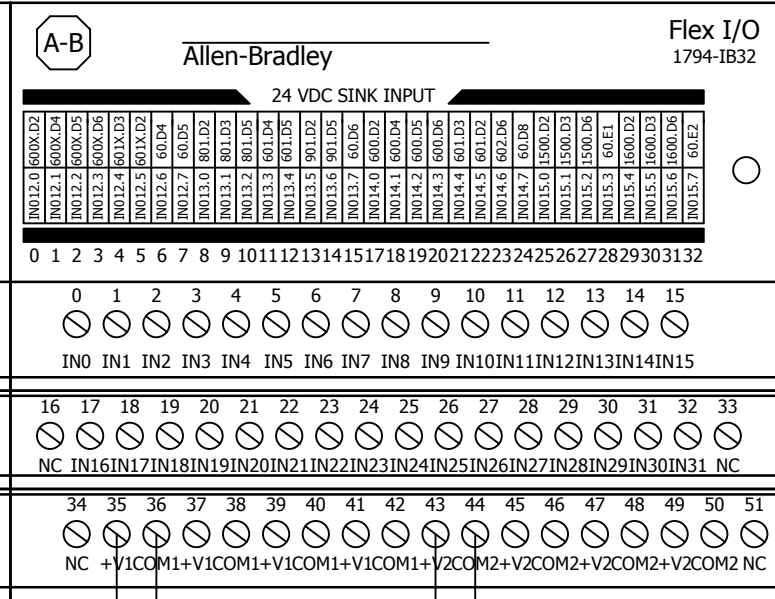 A-B
Allen-Bradley
Flex I/O
1794-IB32
24 VDC SINK INPUT
600X.D2 600X.D4 600X.D5 600X.D6 601X.D3 601X.D2 60.D4 60.D5 801.D2 801.D3 801.D5 601.D4 601.D5 901.D2 901.D5 60.D6 600.D2 600.D4 600.D5 600.D6 601.D3 601.D2 602.D6 60.D8 1500.D2 1500.D3 1500.D6 60.E1 1600.D2 1600.D3 1600.D6 60.E2
IN012.0 IN012.1 IN012.2 IN012.3 IN012.4 IN012.5 IN012.6 IN012.7 IN013.0 IN013.1 IN013.2 IN013.3 IN013.4 IN013.5 IN013.6 IN013.7 IN014.0 IN014.1 IN014.2 IN014.3 IN014.4 IN014.5 IN014.6 IN014.7 IN015.0 IN015.1 IN015.2 IN015.3 IN015.4 IN015.5 IN015.6 IN015.7
0 1 2 3 4 5 6 7 8 9 10 11 12 13 14 15 17 18 19 20 21 22 23 24 25 26 27 28 29 30 31 32
0 1 2 3 4 5 6 7 8 9 10 11 12 13 14 15
IN0 IN1 IN2 IN3 IN4 IN5 IN6 IN7 IN8 IN9 IN10 IN11 IN12 IN13 IN14 IN15
16 17 18 19 20 21 22 23 24 25 26 27 28 29 30 31 32 33
NC IN16 IN17 IN18 IN19 IN20 IN21 IN22 IN23 IN24 IN25 IN26 IN27 IN28 IN29 IN30 IN31 NC
34 35 36 37 38 39 40 41 42 43 44 45 46 47 48 49 50 51
NC +V1 COM1 +V1 COM1 +V1 COM1 +V1 COM1 +V2 COM2 +V2 COM2 +V2 COM2 +V2 COM2 NC